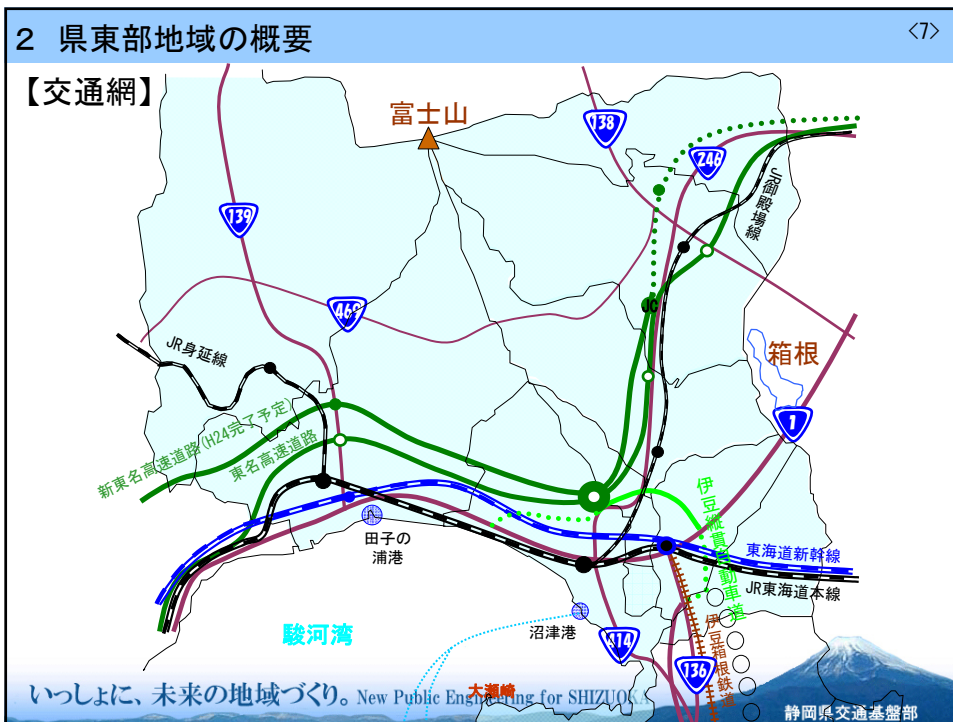 2 県東部地域の概要
<7>
【交通網】
富士山
138
246
JR御殿場線
139
469
JC
箱根
JR身延線
1
新東名高速道路(H24完了予定)
東名高速道路
伊豆縦貫自動車道
田子の
浦港
東海道新幹線
JR東海道本線
沼津港
駿河湾
414
伊豆箱根鉄道
136
大瀬崎
いっしょに、未来の地域づくり。 New Public Engineering for SHIZUOKA
静岡県交通基盤部